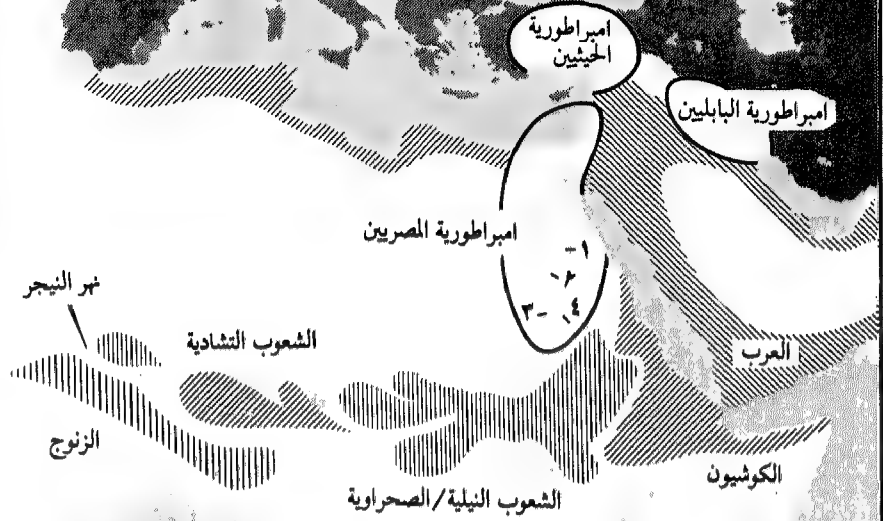 امبراطورية
الحيثيين
امبراطورية البابليين
امبراطورية المصريين
١-
٢-
٣-
٤-
نهر النيجر
الشعوب التشادية
العرب
الزنوج
الكوشيون
الشعوب النيلية/الصحراوية